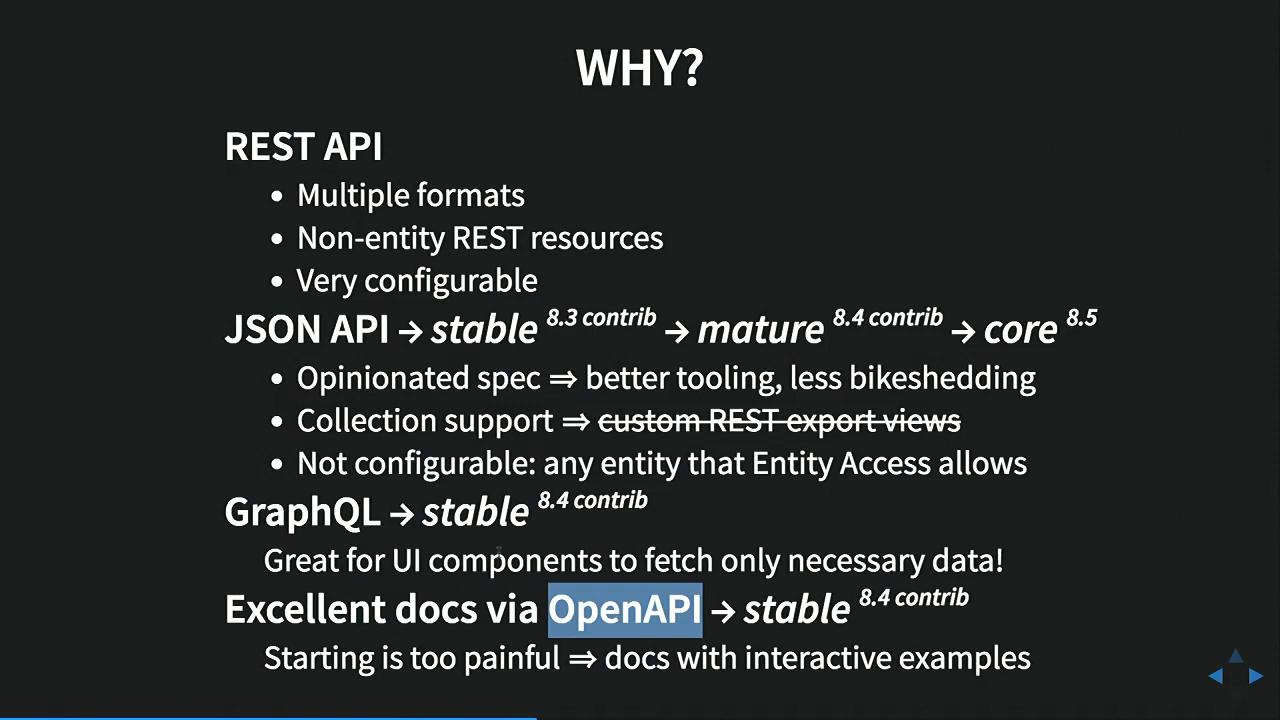 WHY?
REST API
• Multiple formats
• Non-entity REST resources
• Very configurable
JSON API → stable 8.3 contrib → mature 8.4 contrib → core 8.5
• Opinionated spec ⇒ better tooling, less bikeshedding
• Collection support ⇒ custom REST export views
• Not configurable: any entity that Entity Access allows
GraphQL → stable 8.4 contrib
Great for UI components to fetch only necessary data!
Excellent docs via OpenAPI → stable 8.4 contrib
Starting is too painful ⇒ docs with interactive examples